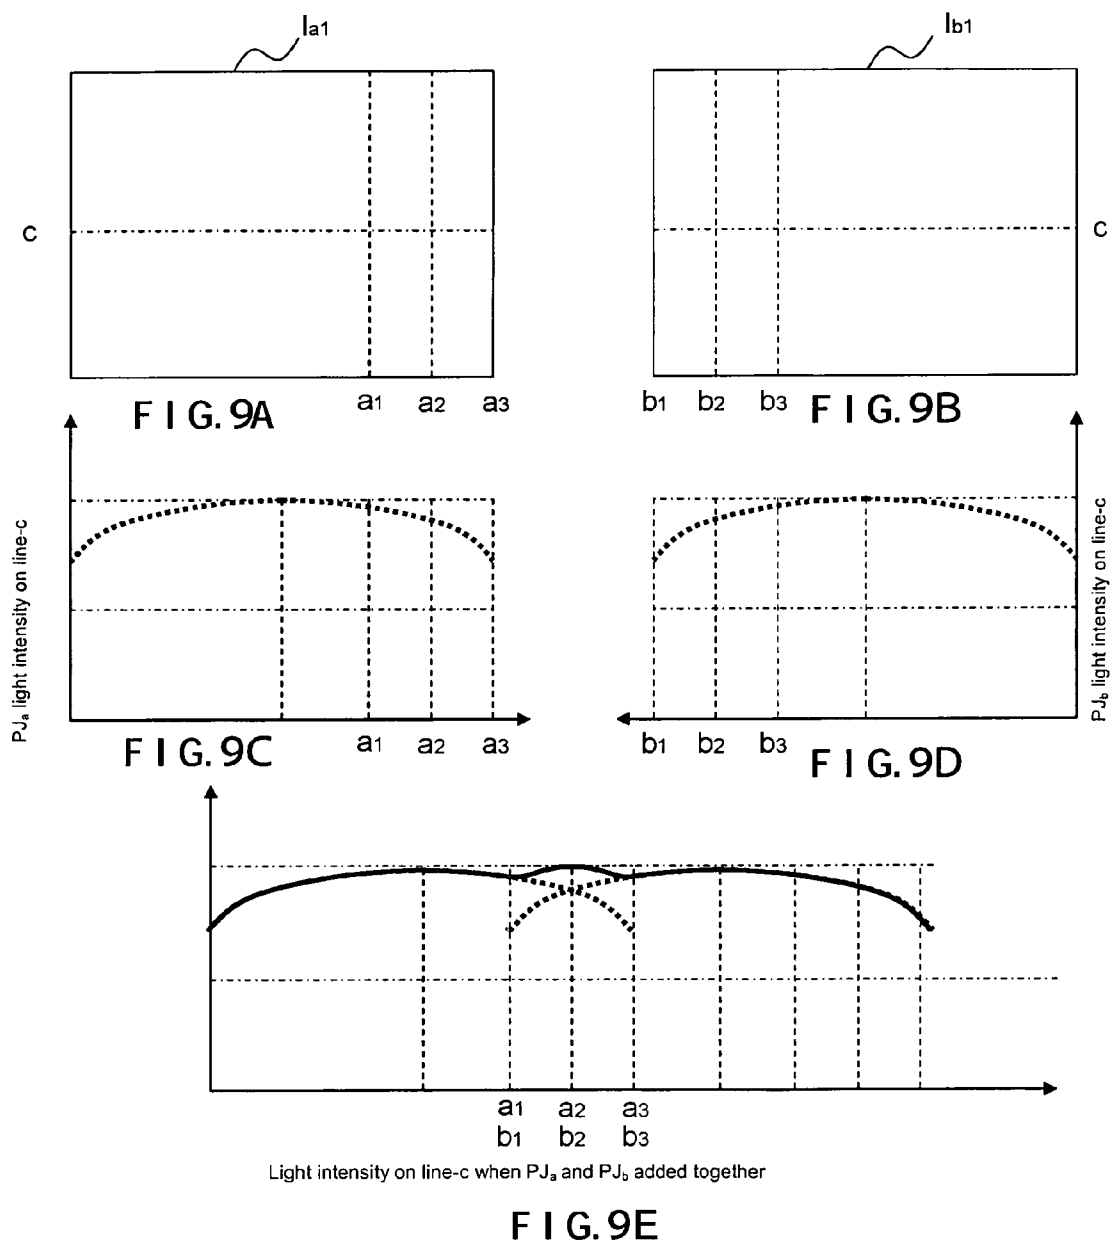 Ia1
Ib1
C
C
a1 a2 a3
b1 b2 b3
FIG.9A
FIG.9B
PJa light intensity on line-c
PJb light intensity on line-c
a1 a2 a3
b1 b2 b3
FIG.9C
FIG.9D
a1 a2 a3
b1 b2 b3
Light intensity on line-c when PJa and PJb added together
FIG.9E